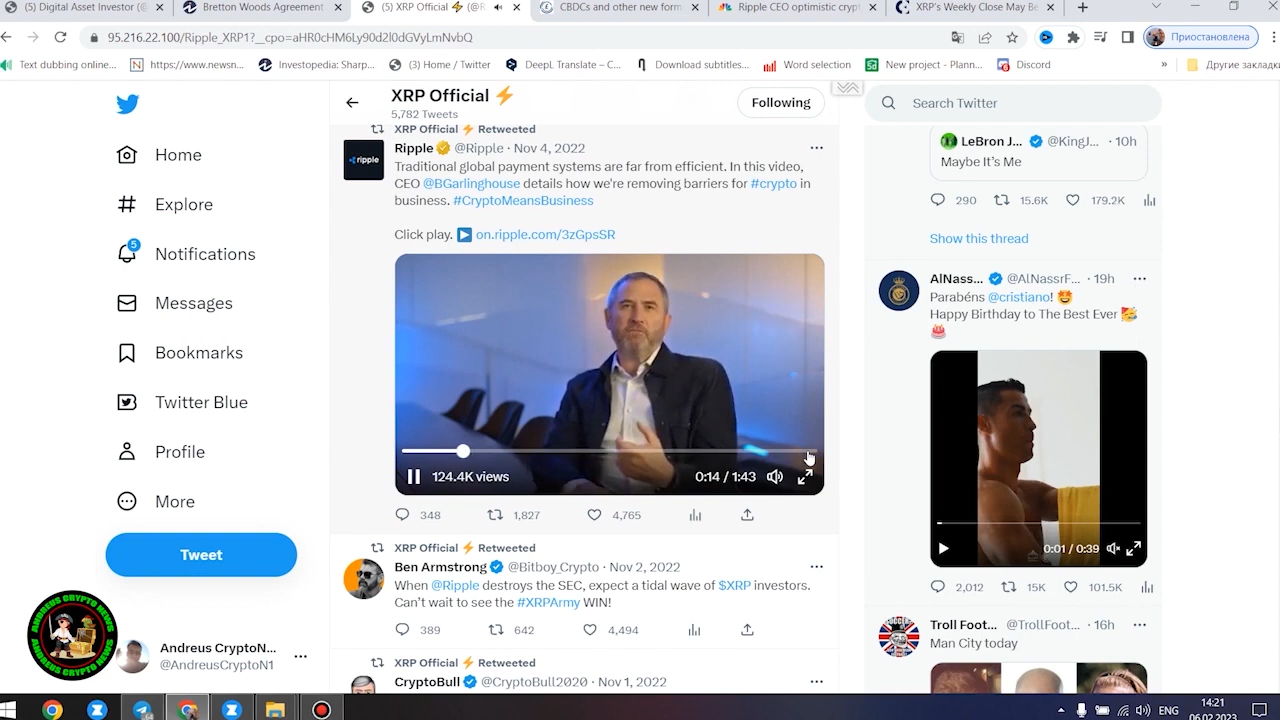 (5) Digital Asset Investor (@
Bretton Woods Agreement
(5) XRP Official ⚡ (@R
CBDCs and other new form
Ripple CEO optimistic crypt
XRP's Weekly Close May Be
95.216.22.100/Ripple_XRP1?__cpo=aHR0cHM6Ly90d2l0dGVyLmNvbQ
Приостановлена
Text dubbing online...
https://www.newsn...
Investopedia: Sharp...
(3) Home / Twitter
DeepL Translate – C...
Download subtitles...
Word selection
New project - Plann...
Discord
Другие закладки
Home
Explore
5
Notifications
Messages
Bookmarks
Twitter Blue
Profile
More
Tweet
ANDREUS CRYPTO NEWS
ANDREUS CRYPTO NEWS
Andreus CryptoN...
@AndreusCryptoN1
XRP Official ⚡
5,782 Tweets
Following
XRP Official ⚡ Retweeted
ripple
Ripple @Ripple · Nov 4, 2022
Traditional global payment systems are far from efficient. In this video,
CEO @BGarlinghouse details how we're removing barriers for #crypto in
business. #CryptoMeansBusiness
Click play. ▶️ on.ripple.com/3zGpsSR
124.4K views
0:14 / 1:43
348 1,827 4,765
XRP Official ⚡ Retweeted
Ben Armstrong @Bitboy_Crypto · Nov 2, 2022
When @Ripple destroys the SEC, expect a tidal wave of $XRP investors.
Can't wait to see the #XRPArmy WIN!
389 642 4,494
XRP Official ⚡ Retweeted
CryptoBull @CryptoBull2020 · Nov 1, 2022
Search Twitter
LeBron J... @KingJ... · 10h
Maybe It's Me
290 15.6K 179.2K
Show this thread
AlNass... @AlNassrF... · 19h
Parabéns @cristiano! 🤩
Happy Birthday to The Best Ever 🥳
🎂
0:01 / 0:39
2,012 15K 101.5K
Troll Foot... @TrollFoot... · 16h
Man City today
ENG
14:21
06.02.2023